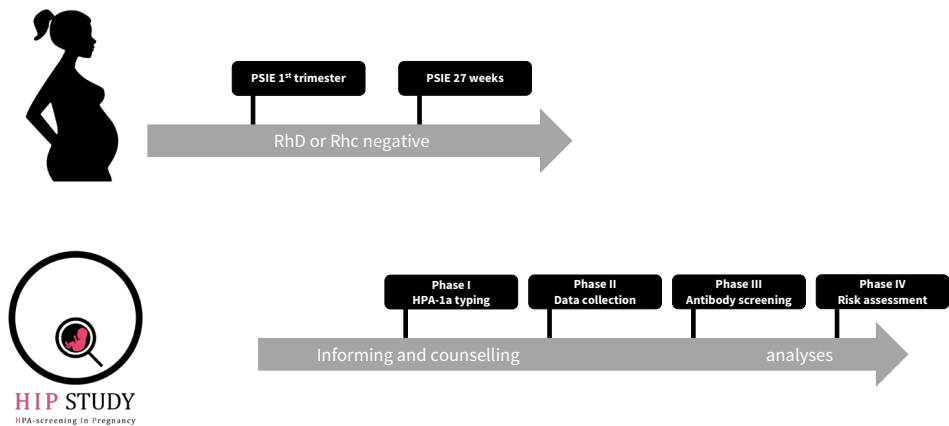 PSIE 1st trimester
PSIE 27 weeks
RhD or Rhc negative
Phase I
HPA-1a typing
Phase II
Data collection
Phase III
Antibody screening
Phase IV
Risk assessment
Informing and counselling
analyses
HIP STUDY
HPA-screening In Pregnancy